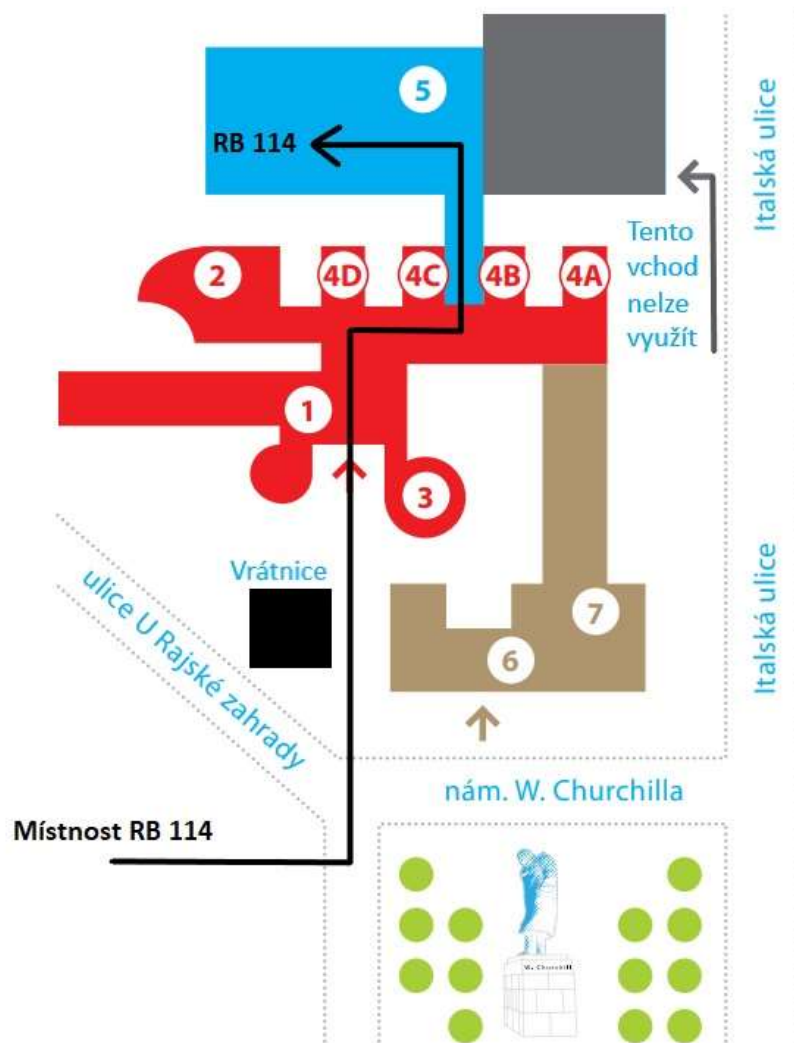 5
RB 114
Italská ulice
Tento
vchod
nelze
využít
2
4D
4C
4B
4A
1
3
Vrátnice
ulice U Rajské zahrady
7
6
Italská ulice
nám. W. Churchilla
Místnost RB 114
W. Churchill